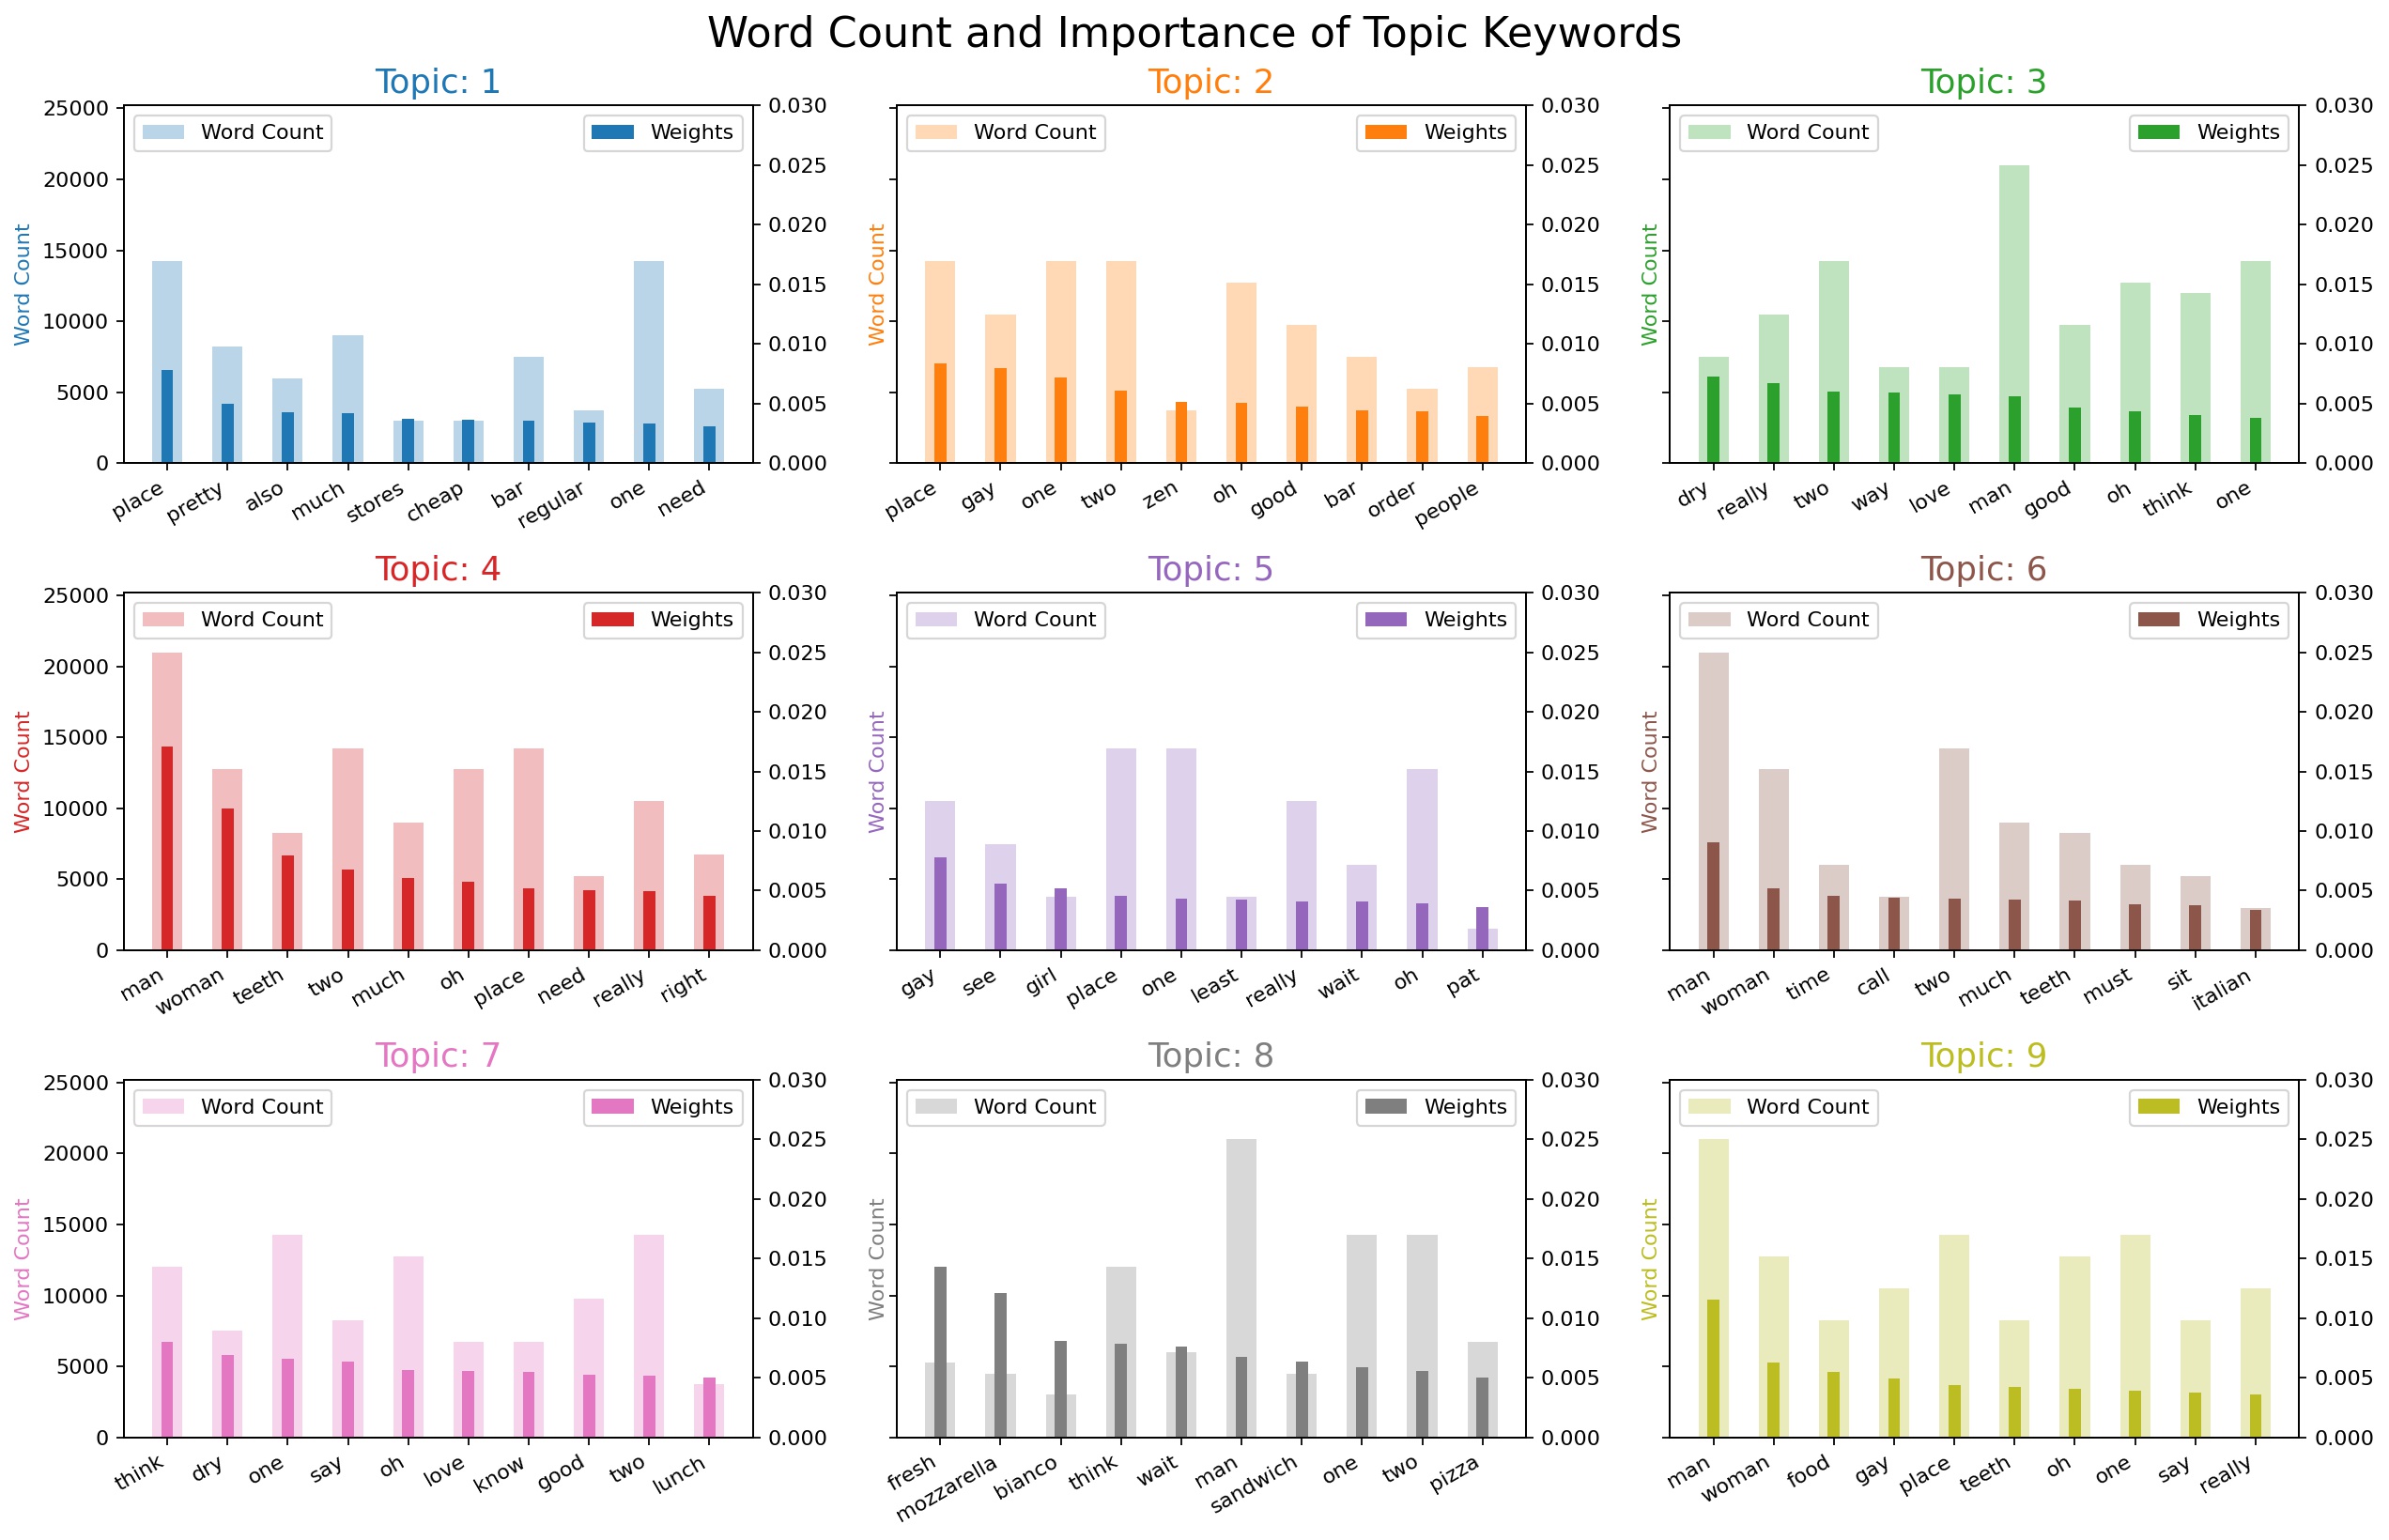 Word Count and Importance of Topic Keywords
Topic: 1
Word Count
Weights
Word Count
25000
20000
15000
10000
5000
0
0.030
0.025
0.020
0.015
0.010
0.005
0.000
place pretty also much stores cheap bar regular one need
Topic: 2
Word Count
Weights
Word Count
0.030
0.025
0.020
0.015
0.010
0.005
0.000
place gay one two zen oh good bar order people
Topic: 3
Word Count
Weights
Word Count
0.030
0.025
0.020
0.015
0.010
0.005
0.000
dry really two way love man good oh think one
Topic: 4
Word Count
Weights
Word Count
25000
20000
15000
10000
5000
0
0.030
0.025
0.020
0.015
0.010
0.005
0.000
man woman teeth two much oh place need really right
Topic: 5
Word Count
Weights
Word Count
0.030
0.025
0.020
0.015
0.010
0.005
0.000
gay see girl place one least really wait oh pat
Topic: 6
Word Count
Weights
Word Count
0.030
0.025
0.020
0.015
0.010
0.005
0.000
man woman time call two much teeth must sit italian
Topic: 7
Word Count
Weights
Word Count
25000
20000
15000
10000
5000
0
0.030
0.025
0.020
0.015
0.010
0.005
0.000
think dry one say oh love know good two lunch
Topic: 8
Word Count
Weights
Word Count
0.030
0.025
0.020
0.015
0.010
0.005
0.000
fresh mozzarella bianco think wait man sandwich one two pizza
Topic: 9
Word Count
Weights
Word Count
0.030
0.025
0.020
0.015
0.010
0.005
0.000
man woman food gay place teeth oh one say really